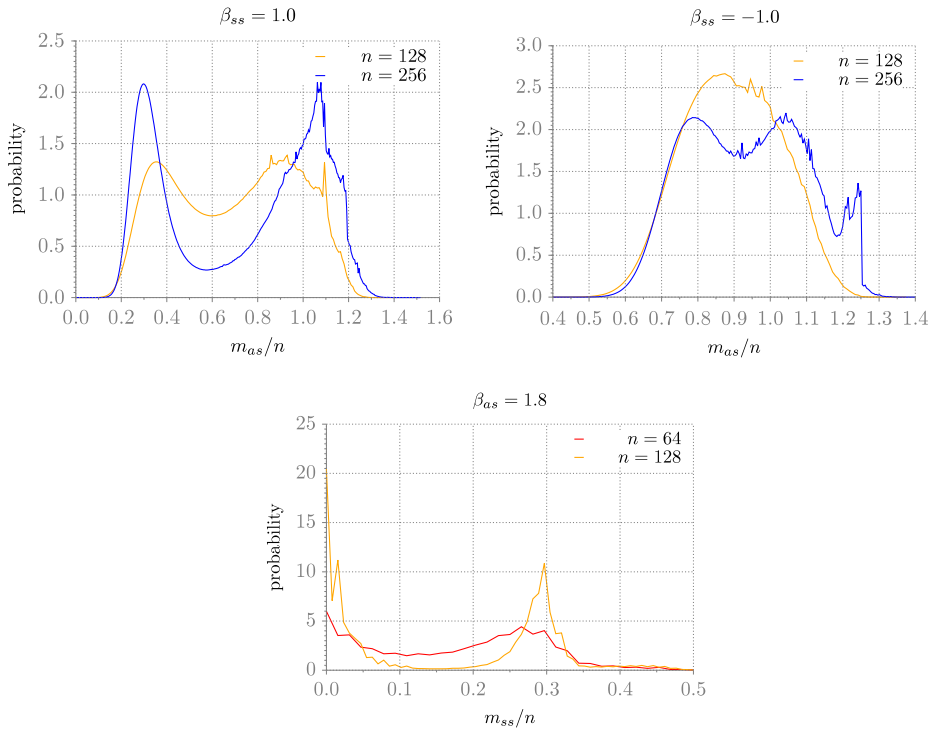 β_ss = 1.0
probability
2.5
2.0
1.5
1.0
0.5
0.0
n = 128
n = 256
0.0 0.2 0.4 0.6 0.8 1.0 1.2 1.4 1.6
m_as/n
β_ss = −1.0
probability
3.0
2.5
2.0
1.5
1.0
0.5
0.0
n = 128
n = 256
0.4 0.5 0.6 0.7 0.8 0.9 1.0 1.1 1.2 1.3 1.4
m_as/n
β_as = 1.8
probability
25
20
15
10
5
0
n = 64
n = 128
0.0 0.1 0.2 0.3 0.4 0.5
m_ss/n